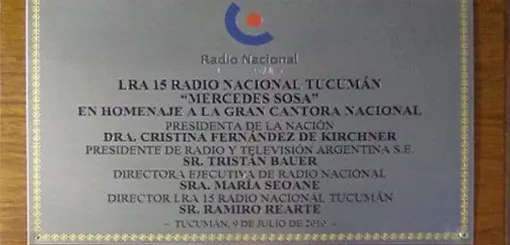 Radio Nacional
LRA 15 RADIO NACIONAL TUCUMÁN
"MERCEDES SOSA"
EN HOMENAJE A LA GRAN CANTORA NACIONAL
PRESIDENTA DE LA NACIÓN
DRA. CRISTINA FERNÁNDEZ DE KIRCHNER
PRESIDENTE DE RADIO Y TELEVISIÓN ARGENTINA S.E.
SR. TRISTÁN BAUER
DIRECTORA EJECUTIVA DE RADIO NACIONAL
SRA. MARÍA SEOANE
DIRECTOR LRA 15 RADIO NACIONAL TUCUMÁN
SR. RAMIRO REARTE
~ TUCUMÁN, 9 DE JULIO DE 2010 ~